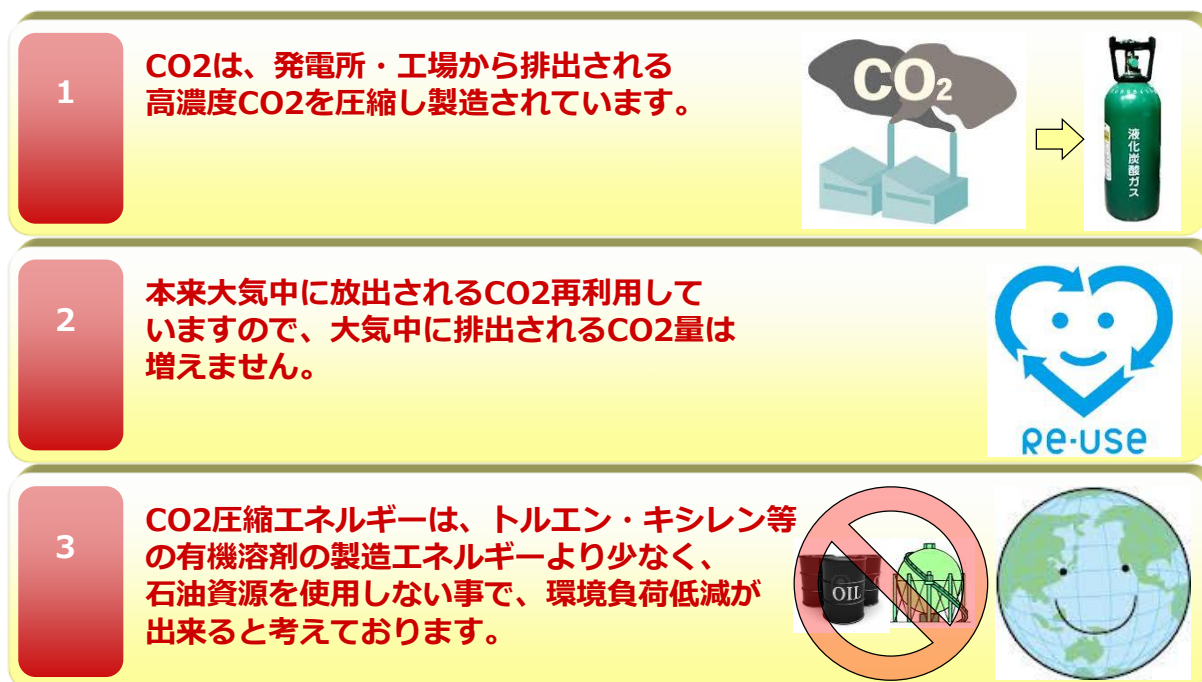 1
CO2は、発電所・工場から排出される
高濃度CO2を圧縮し製造されています。
CO2
液化炭酸ガス
2
本来大気中に放出されるCO2再利用して
いますので、大気中に排出されるCO2量は
増えません。
Re-use
3
CO2圧縮エネルギーは、トルエン・キシレン等
の有機溶剤の製造エネルギーより少なく、
石油資源を使用しない事で、環境負荷低減が
出来ると考えております。
OIL